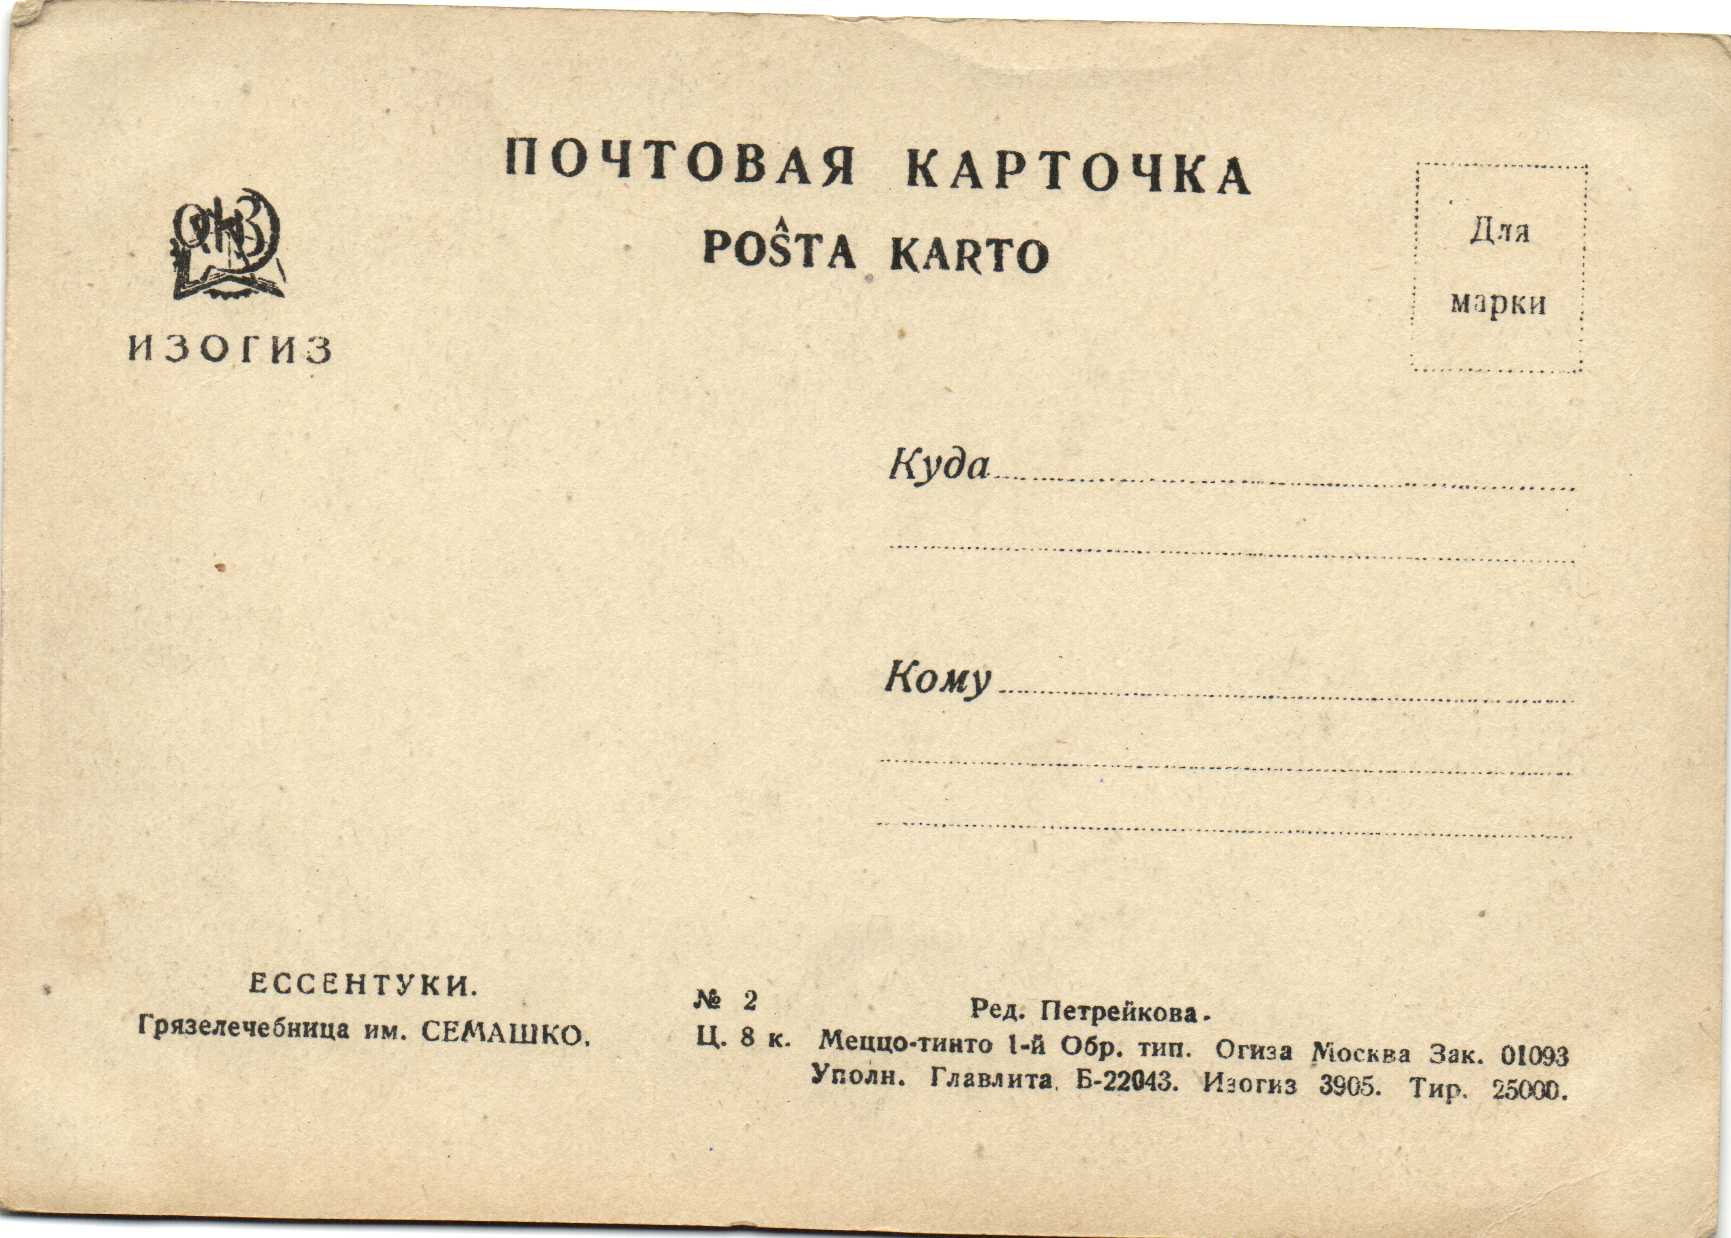 ПОЧТОВАЯ КАРТОЧКА
POŜTA KARTO
ОГИЗ
ИЗОГИЗ
Для
марки
Куда
Кому
ЕССЕНТУКИ.
Грязелечебница им. СЕМАШКО.
№ 2 Ред. Петрейкова.
Ц. 8 к. Меццо-тинто 1-й Обр. тип. Огиза Москва Зак. 01093
Уполн. Главлита Б-22043. Изогиз 3905. Тир. 25000.